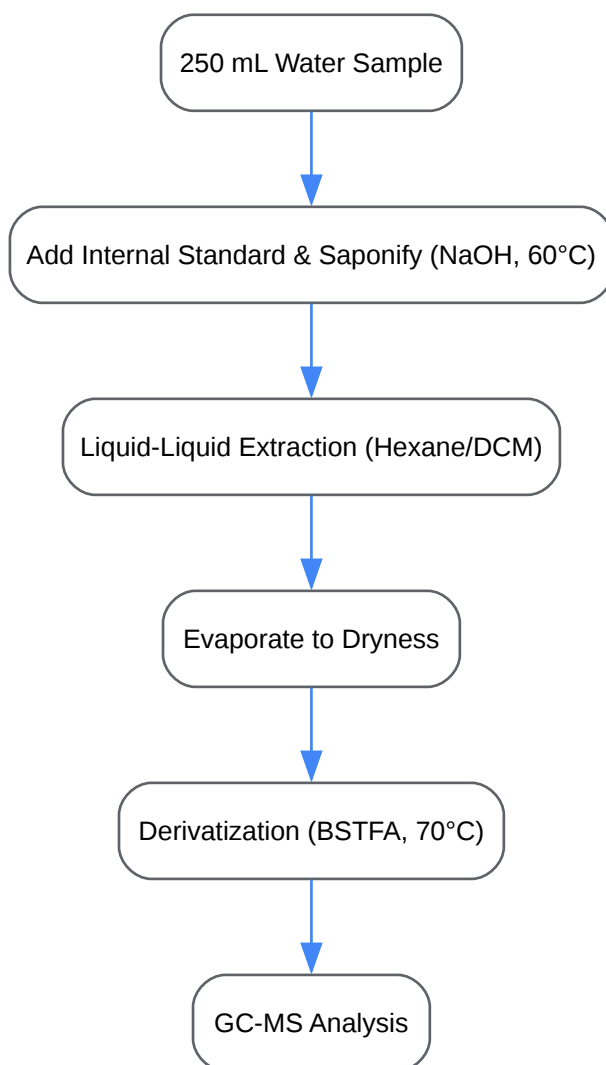 250 mL Water Sample
Add Internal Standard & Saponify (NaOH, 60°C)
Liquid-Liquid Extraction (Hexane/DCM)
Evaporate to Dryness
Derivatization (BSTFA, 70°C)
GC-MS Analysis